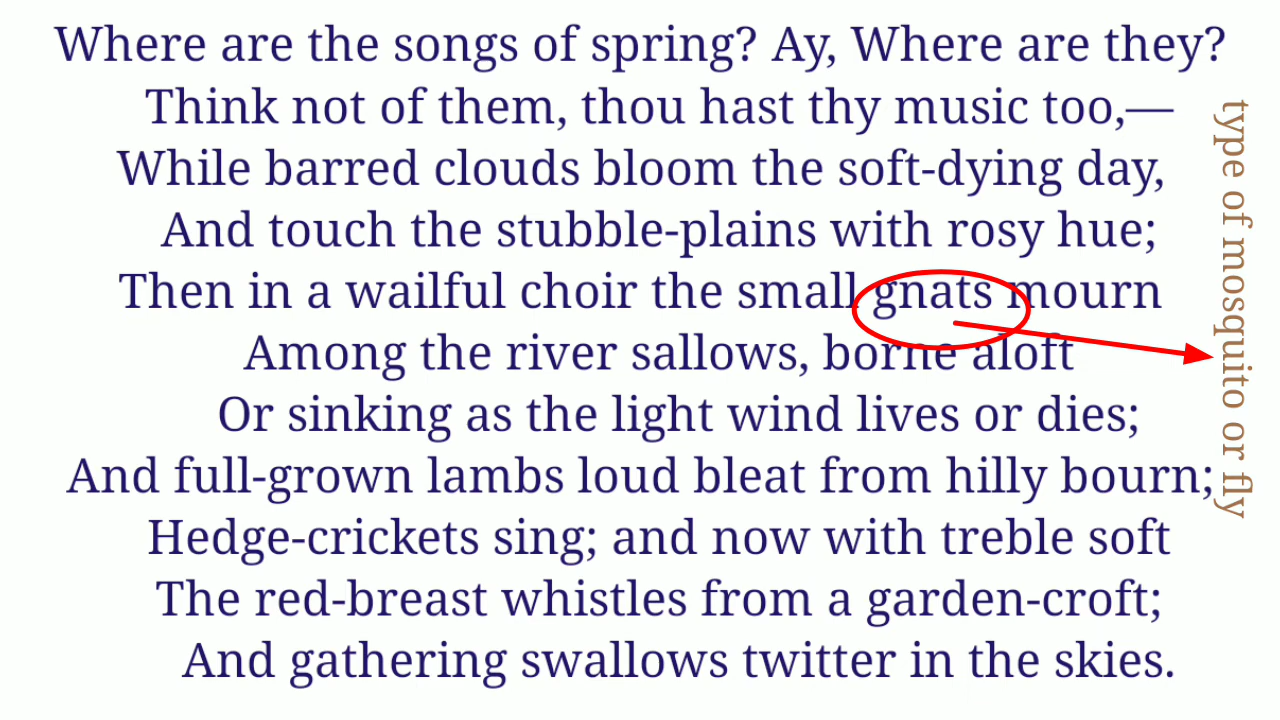 Where are the songs of spring? Ay, Where are they?
Think not of them, thou hast thy music too,—
While barred clouds bloom the soft-dying day,
And touch the stubble-plains with rosy hue;
Then in a wailful choir the small gnats mourn
Among the river sallows, borne aloft
Or sinking as the light wind lives or dies;
And full-grown lambs loud bleat from hilly bourn;
Hedge-crickets sing; and now with treble soft
The red-breast whistles from a garden-croft;
And gathering swallows twitter in the skies.
type of mosquito or fly